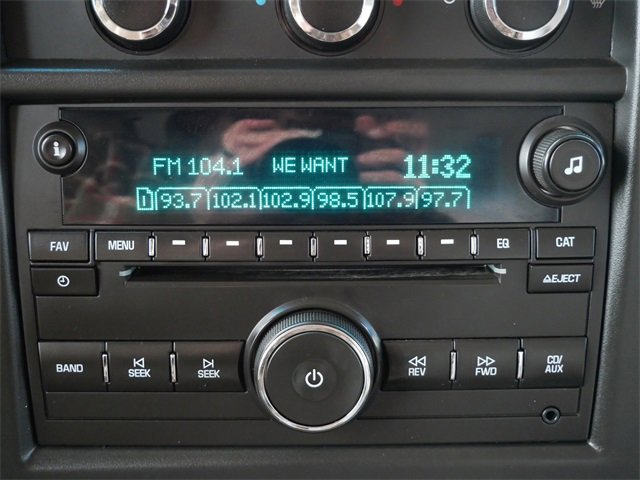 FM 104.1 WE WANT 11:32
1 93.7 102.1 102.9 98.5 107.9 97.7
FAV MENU EQ CAT
EJECT
BAND SEEK SEEK REV FWD CD/
AUX